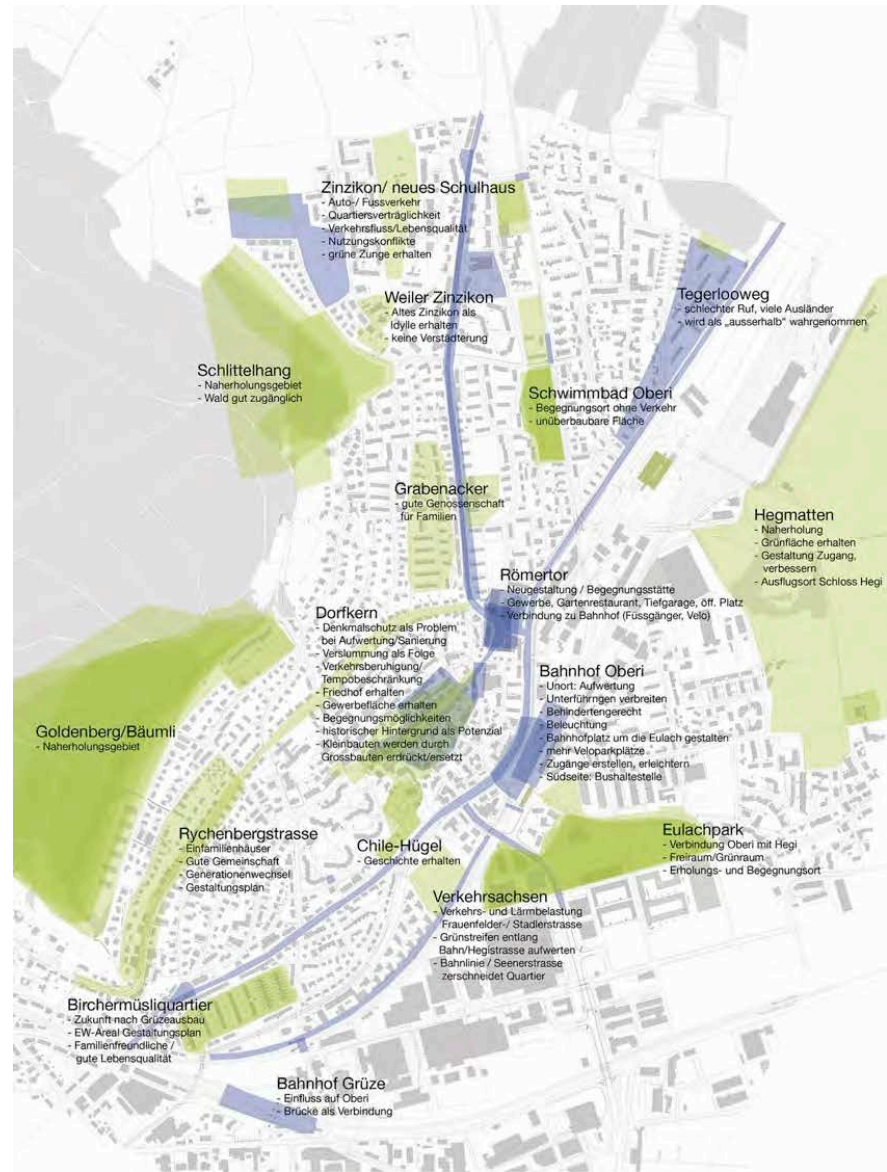 Zinzikon/ neues Schulhaus
- Auto-/ Fussverkehr
- Quartiersverträglichkeit
- Verkehrsfluss/Lebensqualität
- Nutzungskonflikte
- grüne Zunge erhalten
Weiler Zinzikon
- Altes Zinzikon als
Idylle erhalten
- keine Verstädterung
Tegerlooweg
- schlechter Ruf, viele Ausländer
- wird als „ausserhalb“ wahrgenommen
Schlittelhang
- Naherholungsgebiet
- Wald gut zugänglich
Schwimmbad Oberi
- Begegnungsort ohne Verkehr
- unüberbaubare Fläche
Grabenacker
- gute Genossenschaft
für Familien
Hegmatten
- Naherholung
- Grünfläche erhalten
- Gestaltung Zugang,
verbessern
- Ausflugsort Schloss Hegi
Römertor
- Neugestaltung / Begegnungsstätte
- Gewerbe, Gartenrestaurant, Tiefgarage, öff. Platz
- Verbindung zu Bahnhof (Füssgänger, Velo)
Dorfkern
- Denkmalschutz als Problem
bei Aufwertung/Sanierung
- Verslummung als Folge
- Verkehrsberuhigung/
Tempobeschränkung
- Friedhof erhalten
- Gewerbefläche erhalten
- Begegnungsmöglichkeiten
- historischer Hintergrund als Potenzial
- Kleinbauten werden durch
Grossbauten erdrückt/ersetzt
Bahnhof Oberi
- Unort: Aufwertung
- Unterführngen verbreiten
- Behindertengerecht
- Beleuchtung
- Bahnhofplatz um die Eulach gestalten
- mehr Veloparkplätze
- Zugänge erstellen, erleichtern
- Südseite: Bushaltestelle
Goldenberg/Bäumli
- Naherholungsgebiet
Rychenbergstrasse
- Einfamilienhäuser
- Gute Gemeinschaft
- Generationenwechsel
- Gestaltungsplan
Chile-Hügel
- Geschichte erhalten
Eulachpark
- Verbindung Oberi mit Hegi
- Freiraum/Grünraum
- Erholungs- und Begegnungsort
Verkehrsachsen
- Verkehrs- und Lärmbelastung
Frauenfelder-/ Stadlerstrasse
- Grünstreifen entlang
Bahn/Hegistrasse aufwerten
- Bahnlinie / Seenerstrasse
zerschneidet Quartier
Birchermüsliquartier
- Zukunft nach Grüzeausbau
- EW-Areal Gestaltungsplan
- Familienfreundliche /
gute Lebensqualität
Bahnhof Grüze
- Einfluss auf Oberi
- Brücke als Verbindung